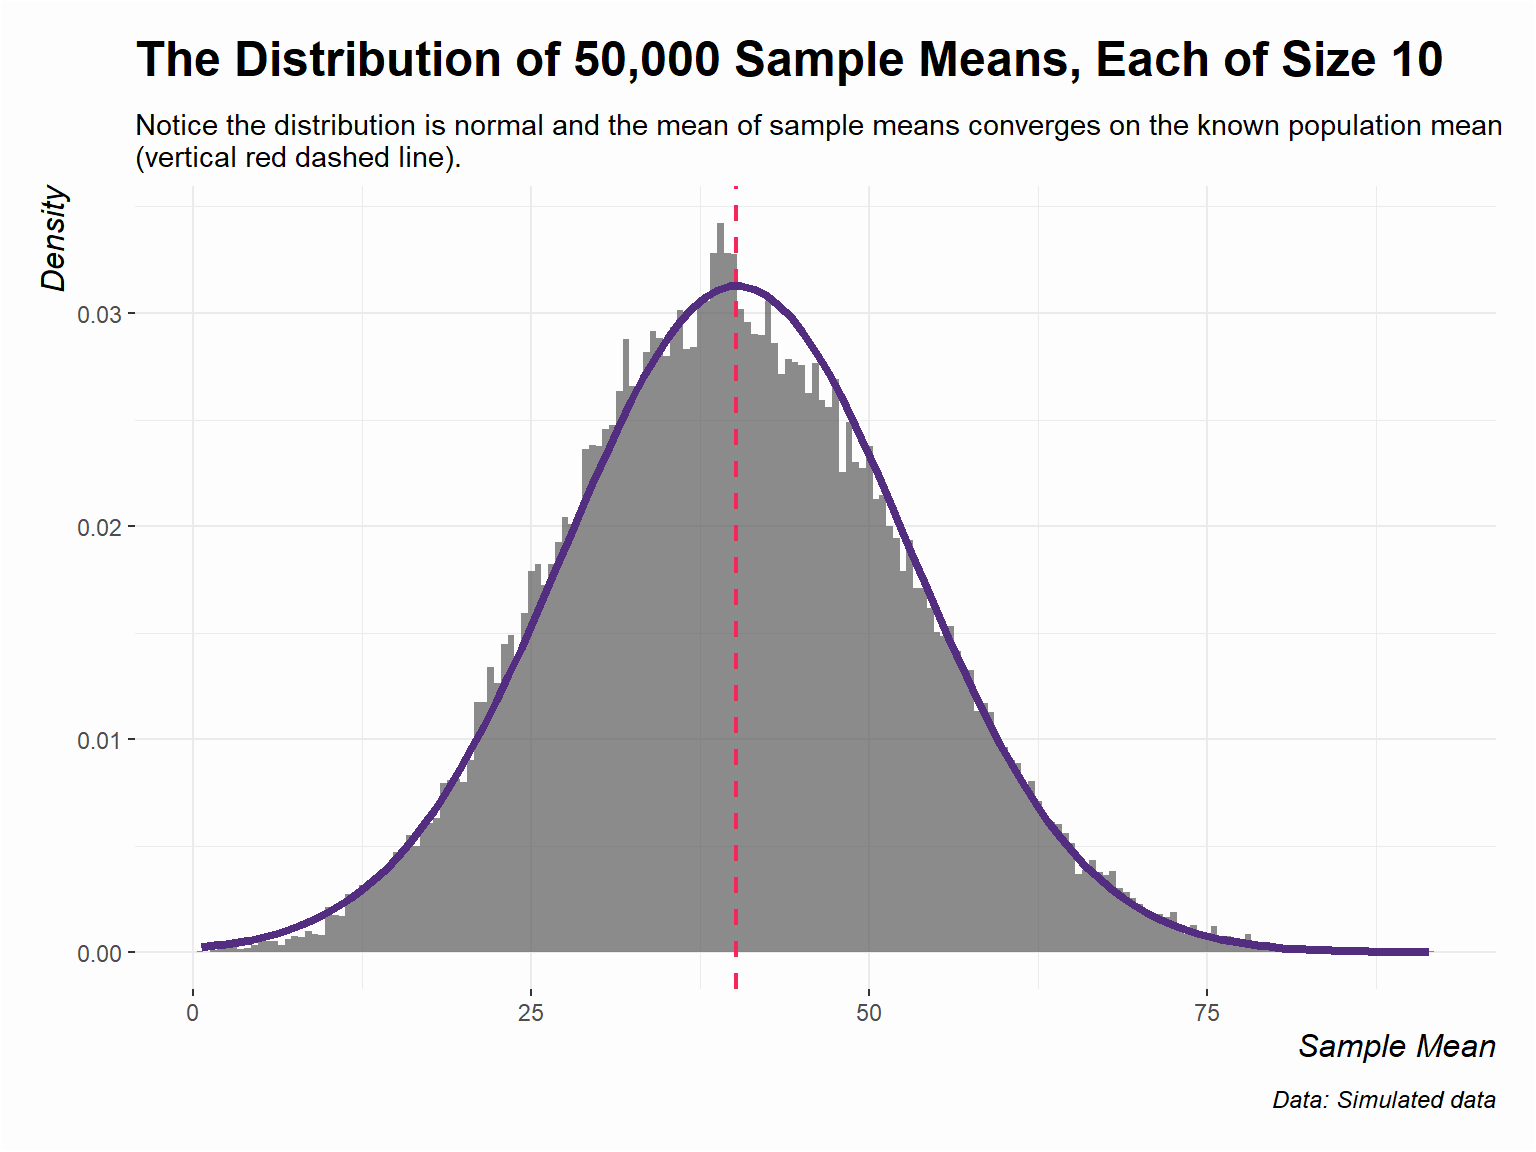 The Distribution of 50,000 Sample Means, Each of Size 10
Notice the distribution is normal and the mean of sample means converges on the known population mean
(vertical red dashed line).
Density
0.03
0.02
0.01
0.00
0
25
50
75
Sample Mean
Data: Simulated data